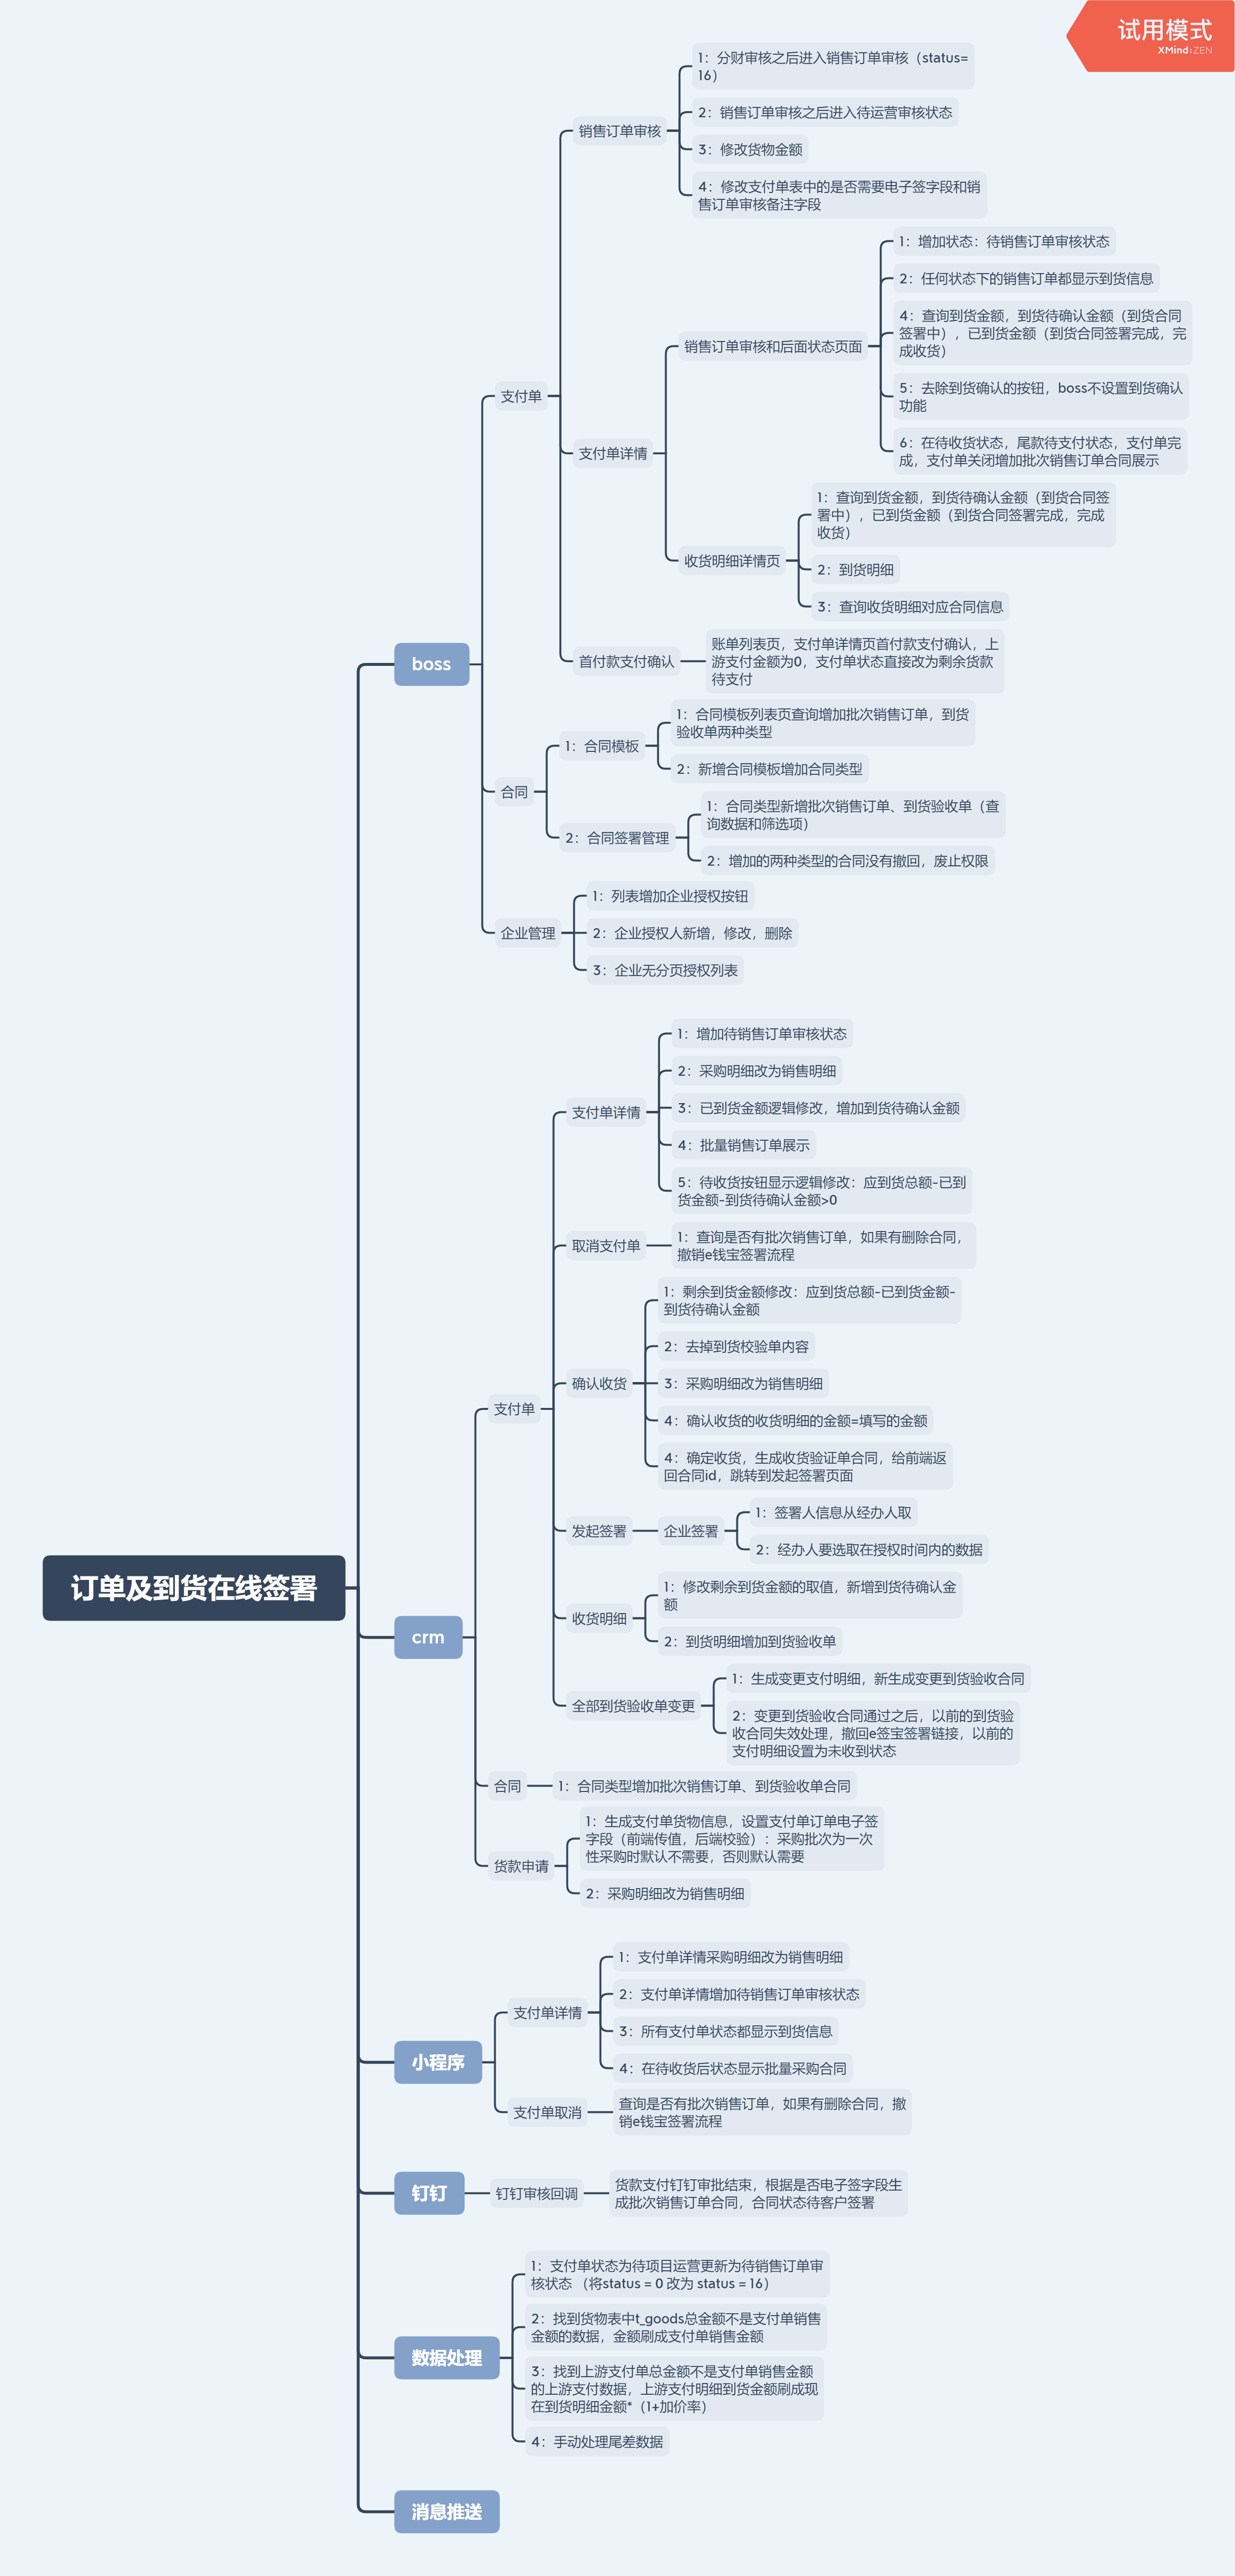 试用模式
XMind:ZEN
订单及到货在线签署
boss
支付单
销售订单审核
1：分财审核之后进入销售订单审核（status=
16）
2：销售订单审核之后进入待运营审核状态
3：修改货物金额
4：修改支付单表中的是否需要电子签字段和销
售订单审核备注字段
支付单详情
销售订单审核和后面状态页面
1：增加状态：待销售订单审核状态
2：任何状态下的销售订单都显示到货信息
4：查询到货金额，到货待确认金额（到货合同
签署中），已到货金额（到货合同签署完成，完
成收货）
5：去除到货确认的按钮，boss不设置到货确认
功能
6：在待收货状态，尾款待支付状态，支付单完
成，支付单关闭增加批次销售订单合同展示
收货明细详情页
1：查询到货金额，到货待确认金额（到货合同签
署中），已到货金额（到货合同签署完成，完成
收货）
2：到货明细
3：查询收货明细对应合同信息
首付款支付确认
账单列表页，支付单详情页首付款支付确认，上
游支付金额为0，支付单状态直接改为剩余货款
待支付
合同
1：合同模板
1：合同模板列表页查询增加批次销售订单，到货
验收单两种类型
2：新增合同模板增加合同类型
2：合同签署管理
1：合同类型新增批次销售订单、到货验收单（查
询数据和筛选项）
2：增加的两种类型的合同没有撤回，废止权限
企业管理
1：列表增加企业授权按钮
2：企业授权人新增，修改，删除
3：企业无分页授权列表
crm
支付单
支付单详情
1：增加待销售订单审核状态
2：采购明细改为销售明细
3：已到货金额逻辑修改，增加到货待确认金额
4：批量销售订单展示
5：待收货按钮显示逻辑修改：应到货总额-已到
货金额-到货待确认金额>0
取消支付单
1：查询是否有批次销售订单，如果有删除合同，
撤销e钱宝签署流程
确认收货
1：剩余到货金额修改：应到货总额-已到货金额-
到货待确认金额
2：去掉到货校验单内容
3：采购明细改为销售明细
4：确认收货的收货明细的金额=填写的金额
4：确定收货，生成收货验证单合同，给前端返
回合同id，跳转到发起签署页面
发起签署
企业签署
1：签署人信息从经办人取
2：经办人要选取在授权时间内的数据
收货明细
1：修改剩余到货金额的取值，新增到货待确认金
额
2：到货明细增加到货验收单
全部到货验收单变更
1：生成变更支付明细，新生成变更到货验收合同
2：变更到货验收合同通过之后，以前的到货验
收合同失效处理，撤回e签宝签署链接，以前的
支付明细设置为未收到状态
合同
1：合同类型增加批次销售订单、到货验收单合同
货款申请
1：生成支付单货物信息，设置支付单订单电子签
字段（前端传值，后端校验）：采购批次为一次
性采购时默认不需要，否则默认需要
2：采购明细改为销售明细
小程序
支付单详情
1：支付单详情采购明细改为销售明细
2：支付单详情增加待销售订单审核状态
3：所有支付单状态都显示到货信息
4：在待收货后状态显示批量采购合同
支付单取消
查询是否有批次销售订单，如果有删除合同，撤
销e钱宝签署流程
钉钉
钉钉审核回调
货款支付钉钉审批结束，根据是否电子签字段生
成批次销售订单合同，合同状态待客户签署
数据处理
1：支付单状态为待项目运营更新为待销售订单审
核状态 （将status = 0 改为 status = 16）
2：找到货物表中t_goods总金额不是支付单销售
金额的数据，金额刷成支付单销售金额
3：找到上游支付单总金额不是支付单销售金额
的上游支付数据，上游支付明细到货金额刷成现
在到货明细金额*（1+加价率）
4：手动处理尾差数据
消息推送